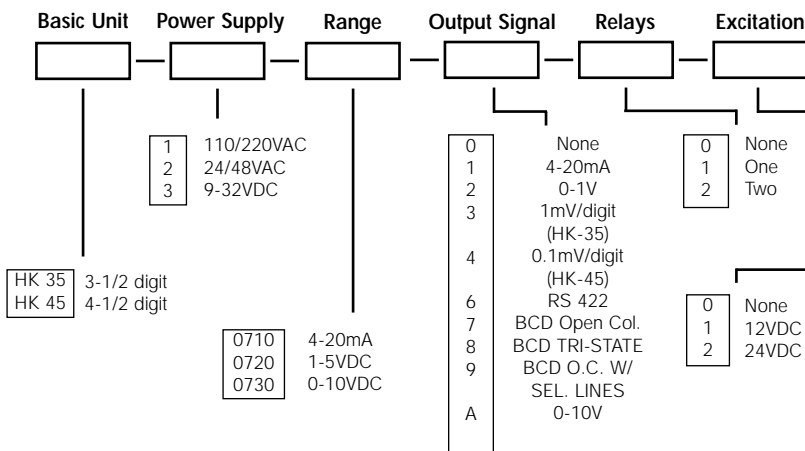 Basic Unit Power Supply Range Output Signal Relays Excitation
1 110/220VAC
2 24/48VAC
3 9-32VDC
HK 35 3-1/2 digit
HK 45 4-1/2 digit
0710 4-20mA
0720 1-5VDC
0730 0-10VDC
0 None
1 4-20mA
2 0-1V
3 1mV/digit
(HK-35)
4 0.1mV/digit
(HK-45)
6 RS 422
7 BCD Open Col.
8 BCD TRI-STATE
9 BCD O.C. W/
SEL. LINES
A 0-10V
0 None
1 One
2 Two
0 None
1 12VDC
2 24VDC